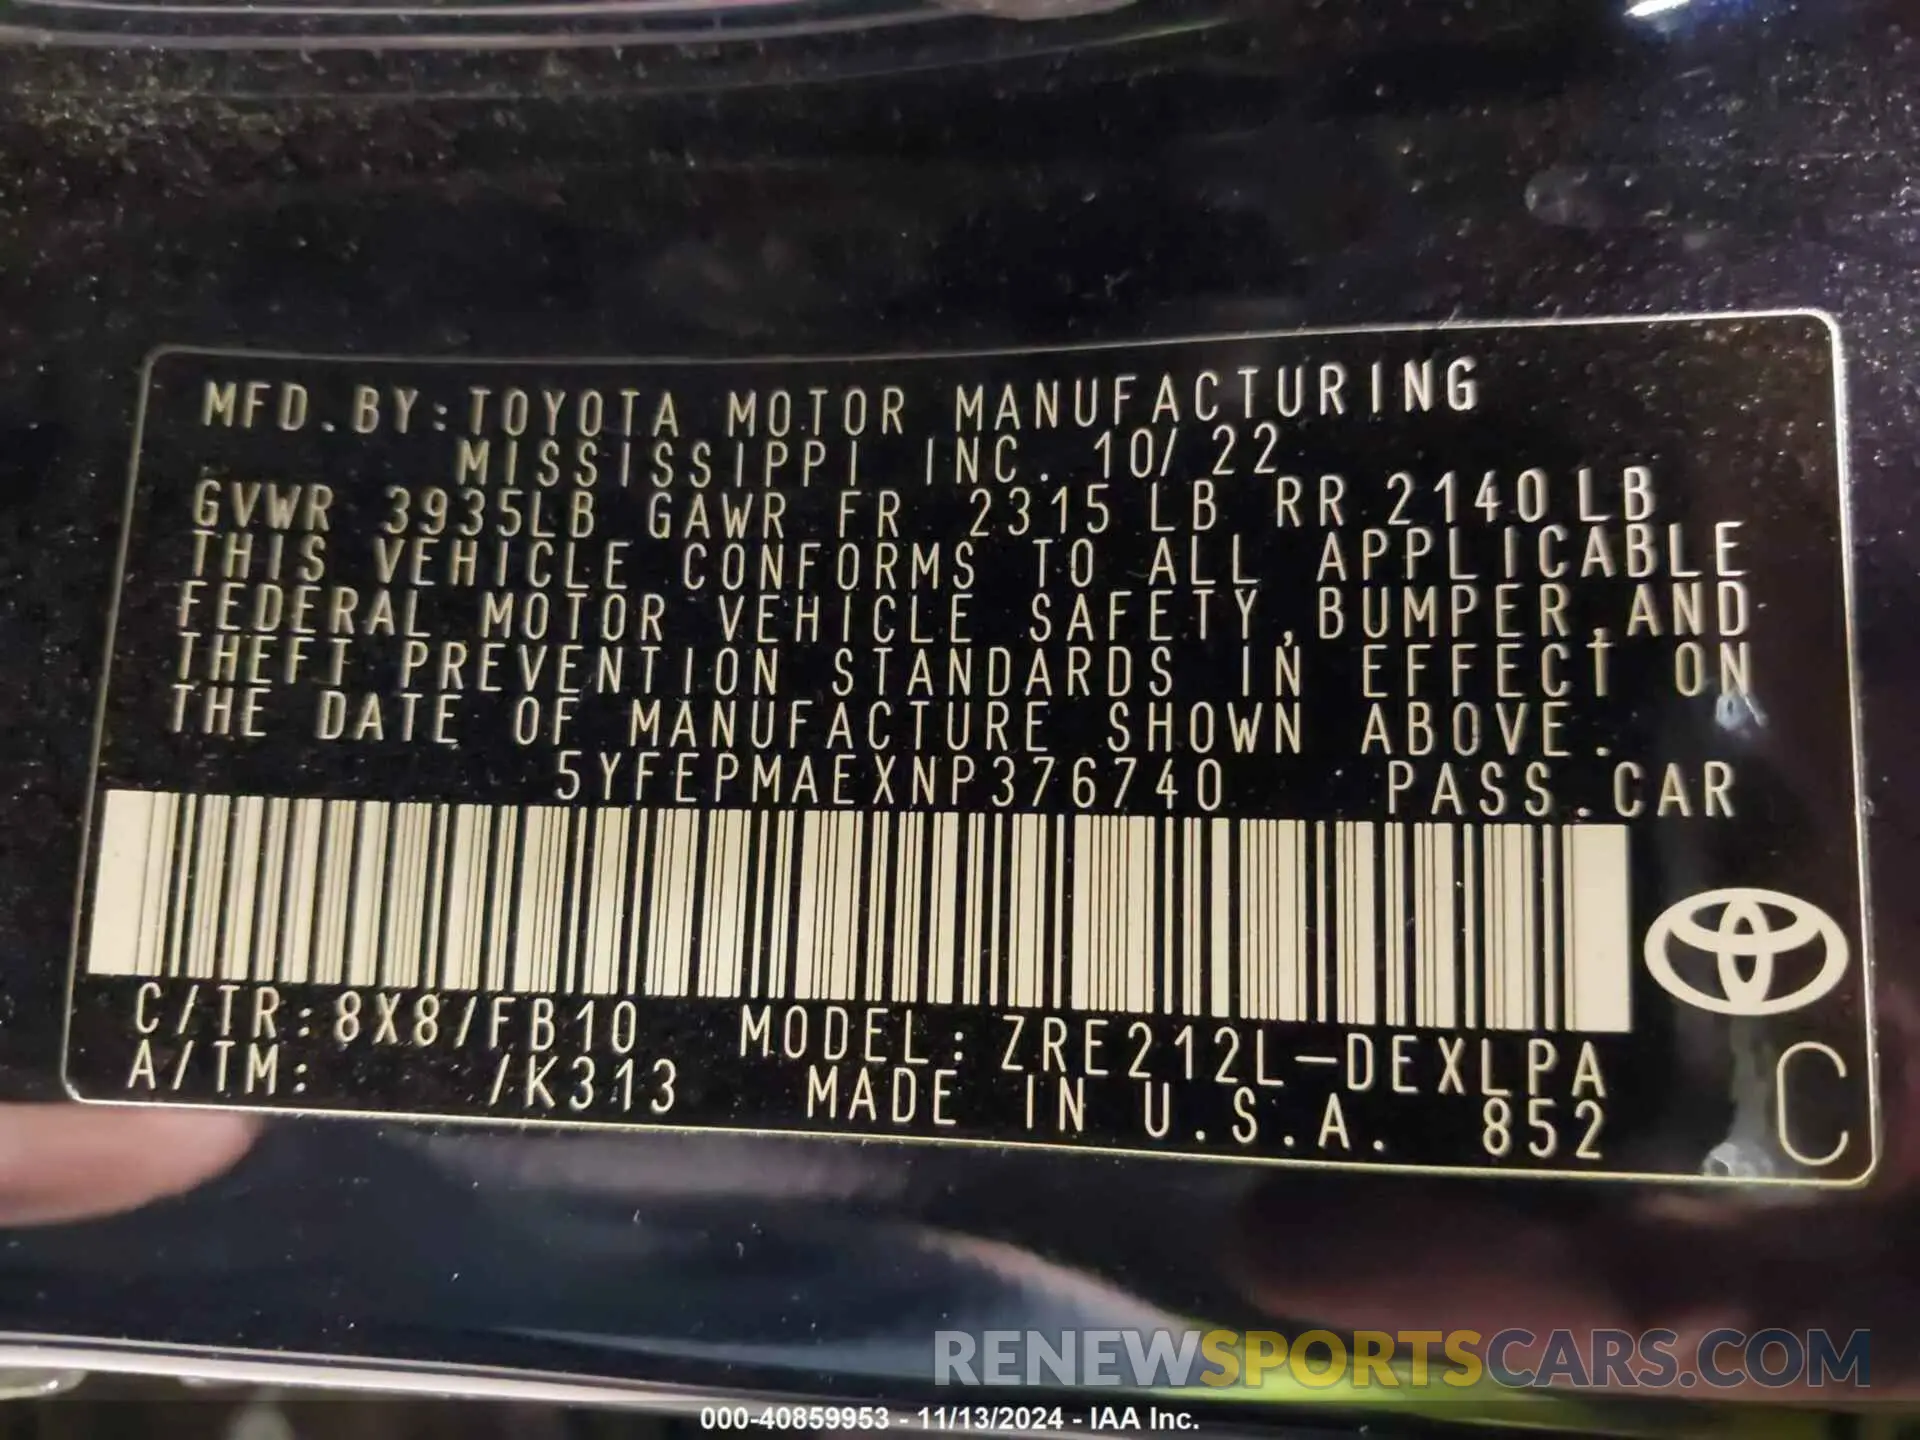 MFD.BY:TOYOTA MOTOR MANUFACTURING
MISSISSIPPI INC. 10/22
GVWR 3935LB GAWR FR 2315LB RR 2140LB
THIS VEHICLE CONFORMS TO ALL APPLICABLE
FEDERAL MOTOR VEHICLE SAFETY,BUMPER,AND
THEFT PREVENTION STANDARDS IN EFFECT ON
THE DATE OF MANUFACTURE SHOWN ABOVE.
5YFEPMAEXNP376740 PASS.CAR
C/TR:8X8/FB10 MODEL:ZRE212L-DEXLPA
A/TM: /K313 MADE IN U.S.A. 852
C
RENEWSPORTSCARS.COM
000-40859953 - 11/13/2024 - IAA Inc.